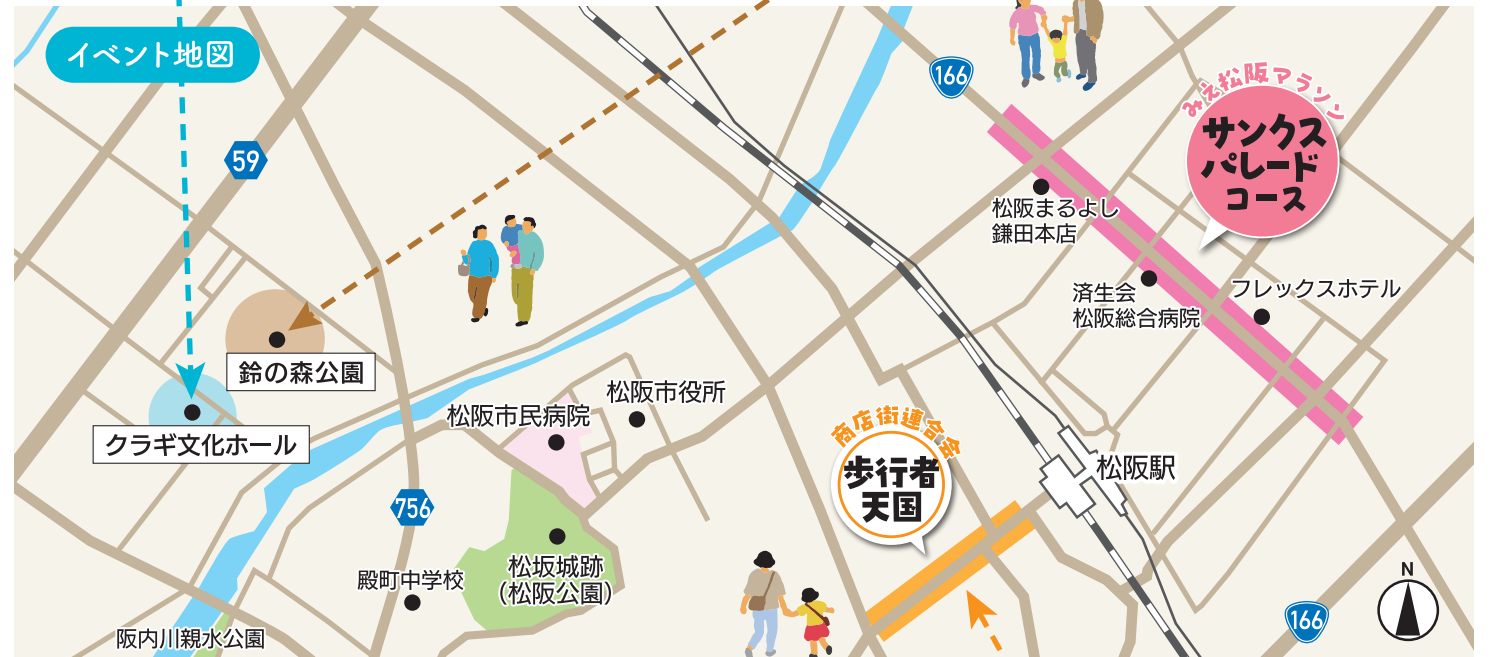 イベント地図
166
みえ松阪マラソン
サンクス
パレード
コース
59
松阪まるよし
鎌田本店
済生会
松阪総合病院
フレックスホテル
鈴の森公園
クラギ文化ホール
松阪市民病院
松阪市役所
商店街連合会
歩行者
天国
松阪駅
756
松坂城跡
(松阪公園)
殿町中学校
阪内川親水公園
N
166